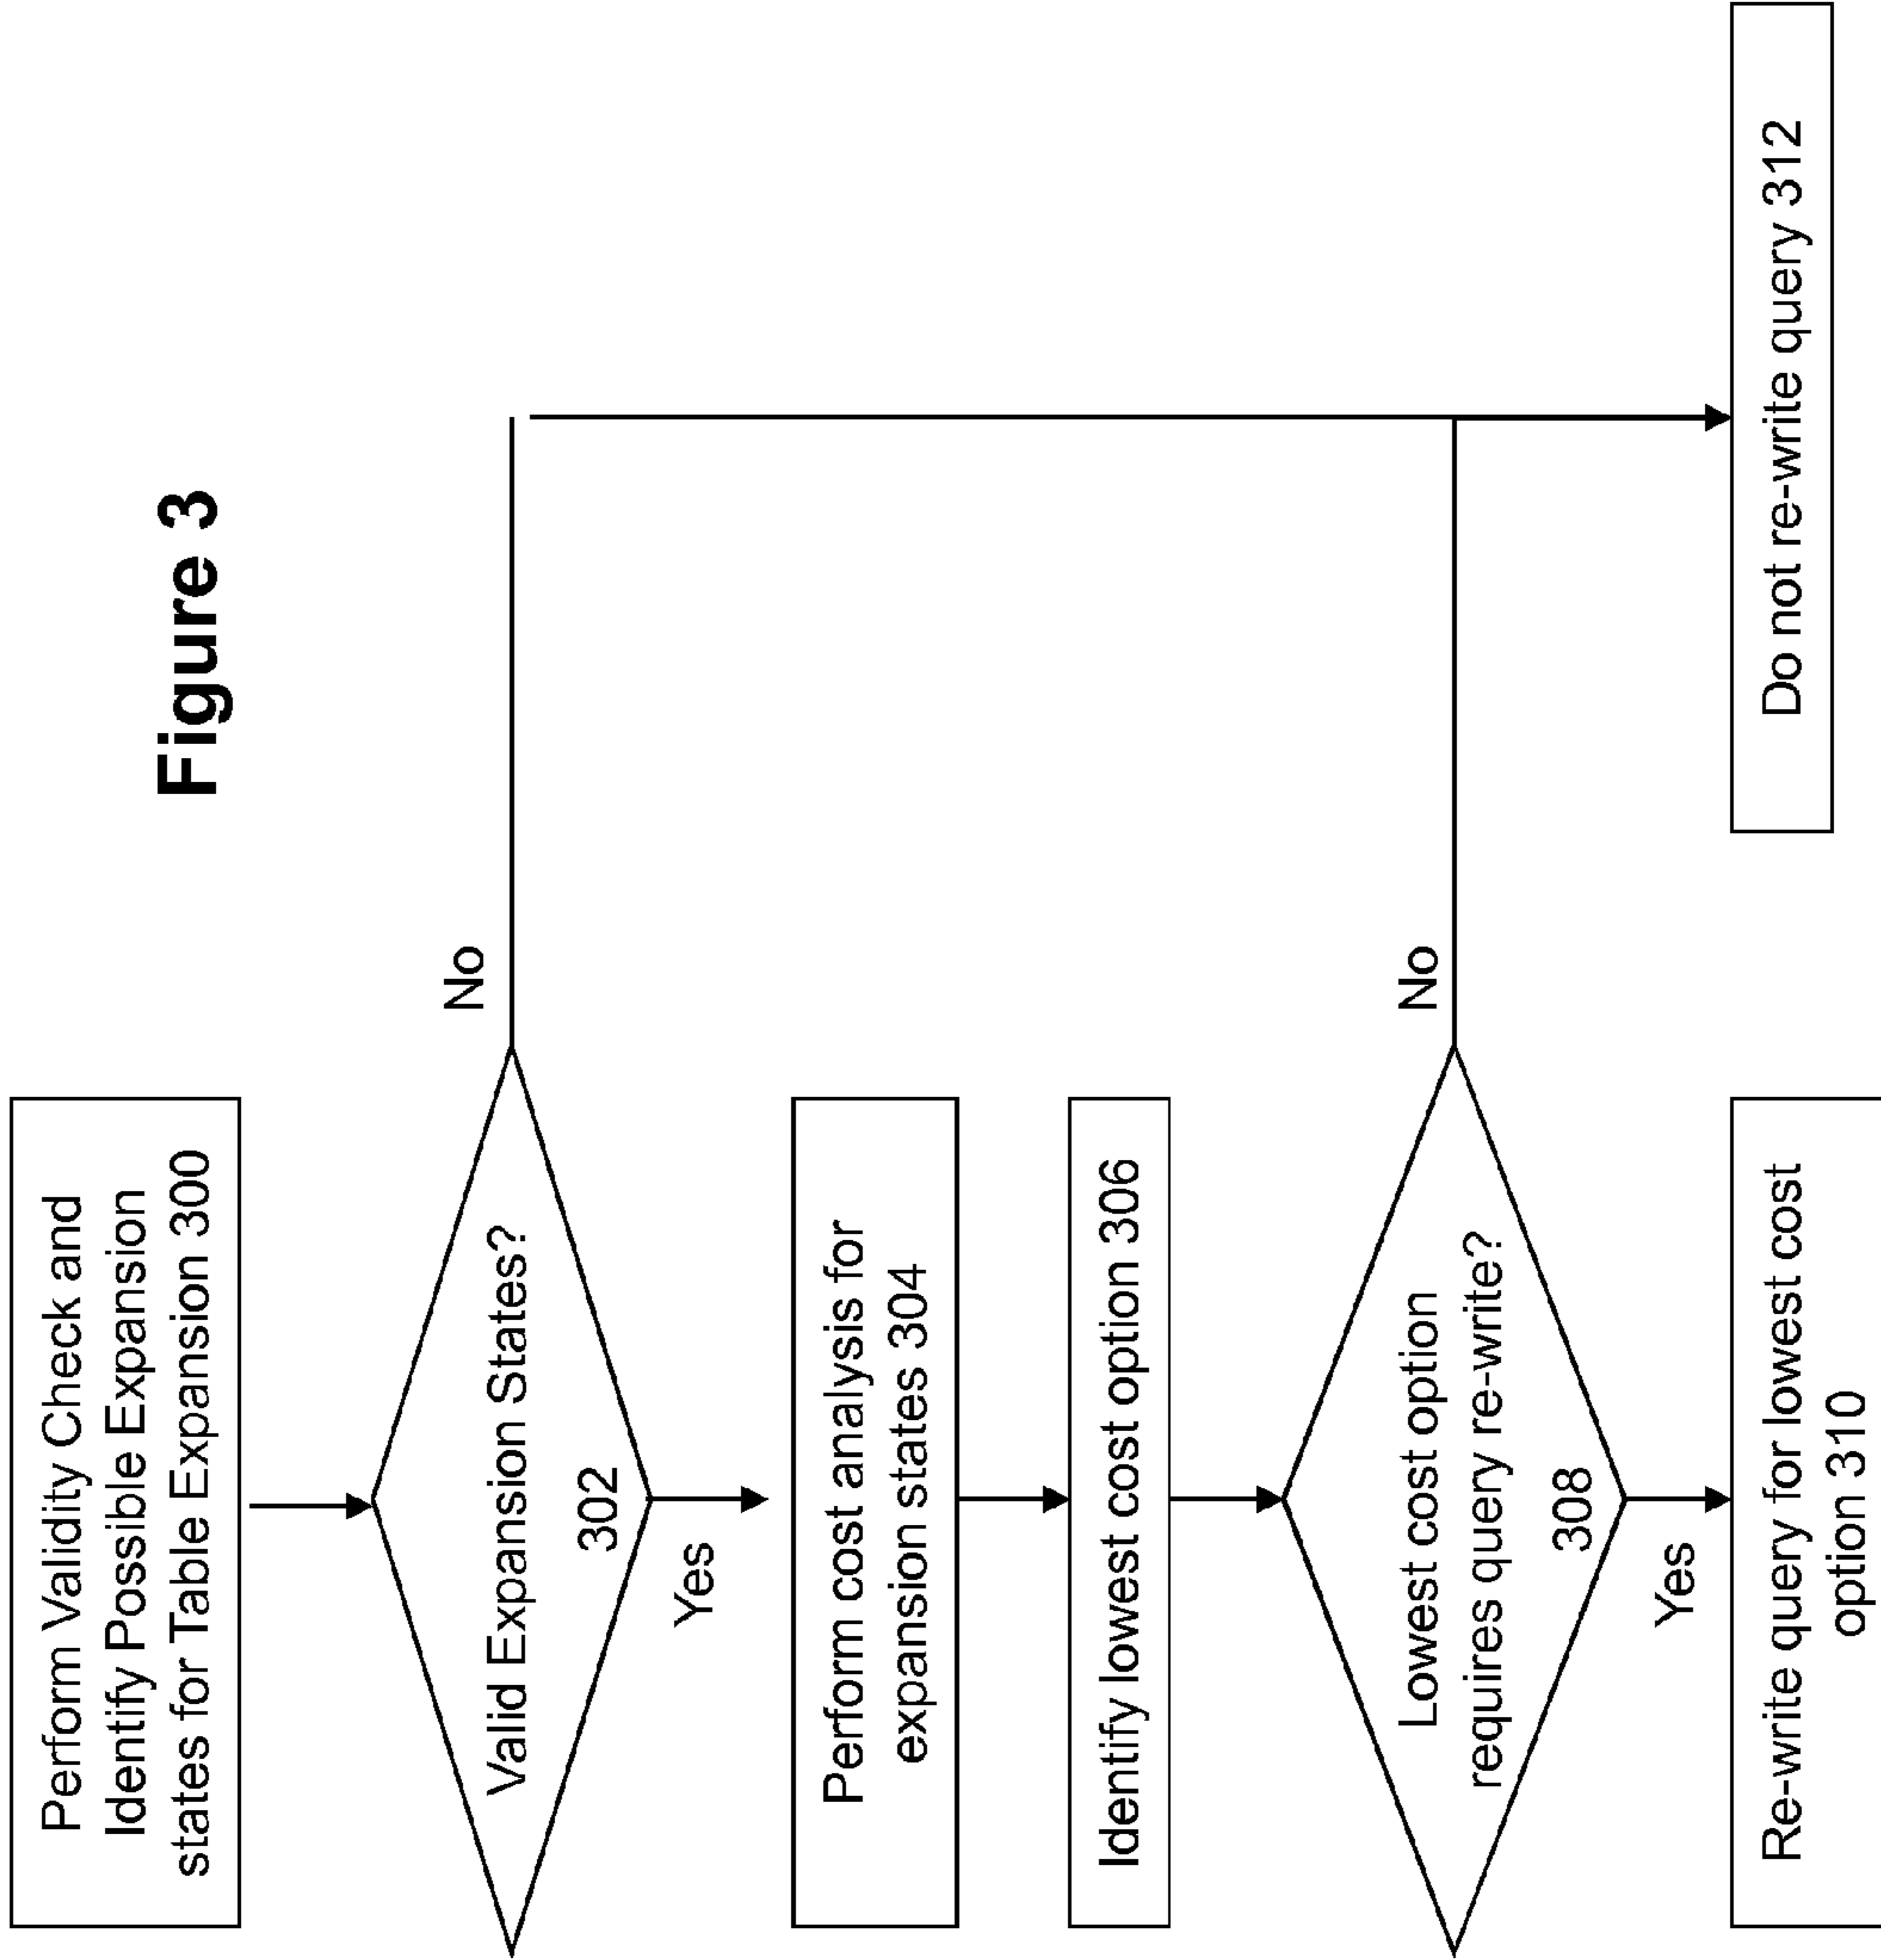 Figure 3
Perform Validity Check and
Identify Possible Expansion
states for Table Expansion 300
Valid Expansion States?
302
No
Yes
Perform cost analysis for
expansion states 304
Identify lowest cost option 306
Lowest cost option
requires query re-write?
308
No
Yes
Re-write query for lowest cost
option 310
Do not re-write query 312